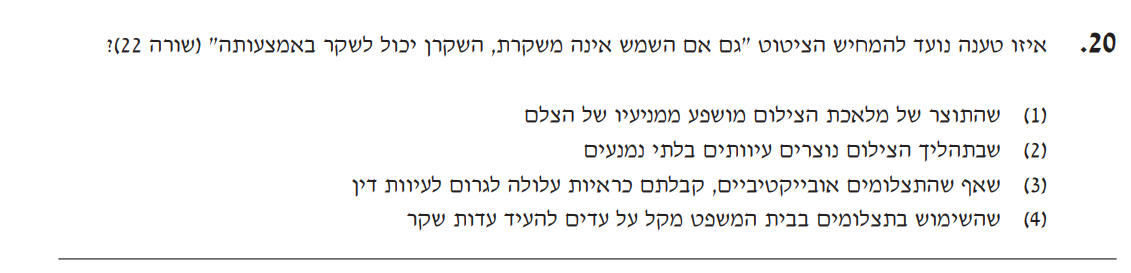 20. איזו טענה נועד להמחיש הציטוט "גם אם השמש אינה משקרת, השקרן יכול לשקר באמצעותה" (שורה 22)?
(1) שהתוצר של מלאכת הצילום מושפע ממניעיו של הצלם
(2) שבתהליך הצילום נוצרים עיוותים בלתי נמנעים
(3) שאף שהתצלומים אובייקטיביים, קבלתם כראיות עלולה לגרום לעיוות דין
(4) שהשימוש בתצלומים בבית המשפט מקל על עדים להעיד עדות שקר